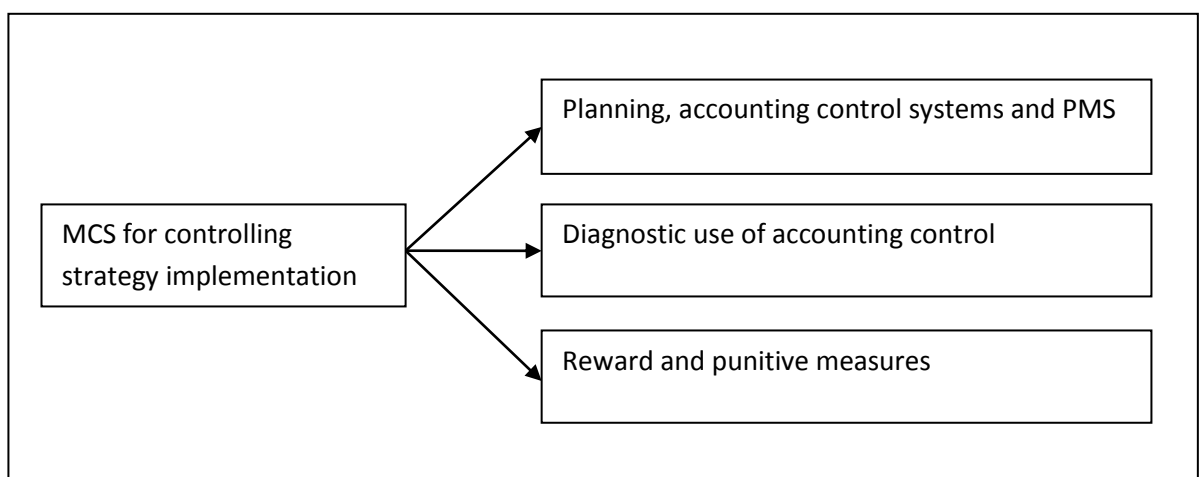 Planning, accounting control systems and PMS
MCS for controlling
strategy implementation
Diagnostic use of accounting control
Reward and punitive measures